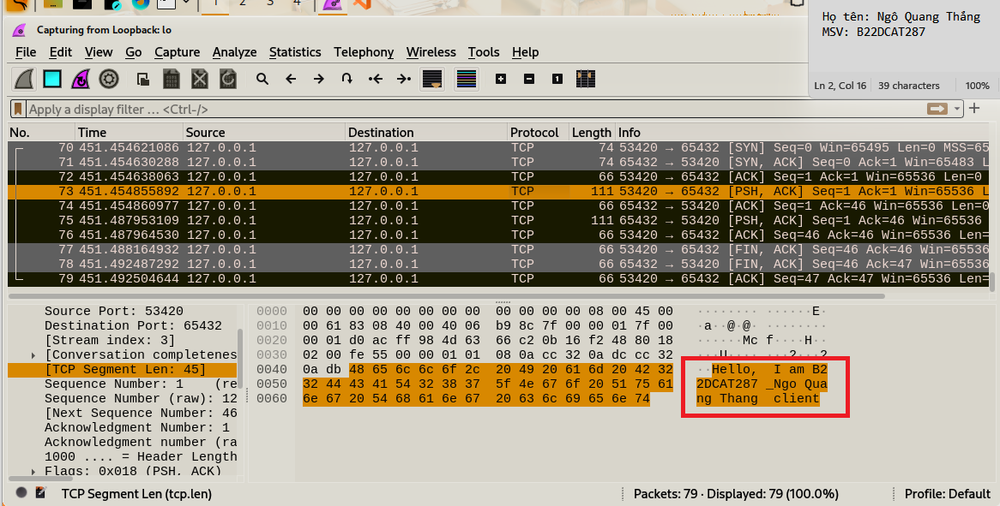 1 2 3 4
Họ tên: Ngô Quang Thắng
MSV: B22DCAT287
Ln 2, Col 16 39 characters 100%
Capturing from Loopback: lo
File Edit View Go Capture Analyze Statistics Telephony Wireless Tools Help
Apply a display filter … <Ctrl-/>
No. Time Source Destination Protocol Length Info
70 451.454621086 127.0.0.1 127.0.0.1 TCP 74 53420 → 65432 [SYN] Seq=0 Win=65495 Len=0 MSS=65
71 451.454630288 127.0.0.1 127.0.0.1 TCP 74 65432 → 53420 [SYN, ACK] Seq=0 Ack=1 Win=65483 L
72 451.454638063 127.0.0.1 127.0.0.1 TCP 66 53420 → 65432 [ACK] Seq=1 Ack=1 Win=65536 Len=0
73 451.454855892 127.0.0.1 127.0.0.1 TCP 111 53420 → 65432 [PSH, ACK] Seq=1 Ack=1 Win=65536 L
74 451.454860977 127.0.0.1 127.0.0.1 TCP 66 65432 → 53420 [ACK] Seq=1 Ack=46 Win=65536 Len=0
75 451.487953109 127.0.0.1 127.0.0.1 TCP 111 65432 → 53420 [PSH, ACK] Seq=1 Ack=46 Win=65536
76 451.487964530 127.0.0.1 127.0.0.1 TCP 66 53420 → 65432 [ACK] Seq=46 Ack=46 Win=65536 Len=
77 451.488164932 127.0.0.1 127.0.0.1 TCP 66 53420 → 65432 [FIN, ACK] Seq=46 Ack=46 Win=65536
78 451.492487292 127.0.0.1 127.0.0.1 TCP 66 65432 → 53420 [FIN, ACK] Seq=46 Ack=47 Win=65536
79 451.492504644 127.0.0.1 127.0.0.1 TCP 66 53420 → 65432 [ACK] Seq=47 Ack=47 Win=65536 Len=
Source Port: 53420
Destination Port: 65432
[Stream index: 3]
[Conversation completenes
[TCP Segment Len: 45]
Sequence Number: 1 (re
Sequence Number (raw): 12
[Next Sequence Number: 46
Acknowledgment Number: 1
Acknowledgment number (ra
1000 .... = Header Length
Flags: 0x018 (PSH, ACK)
0000 00 00 00 00 00 00 00 00 00 00 00 00 08 00 45 00 ········ ······E·
0010 00 61 83 08 40 00 40 06 b9 8c 7f 00 00 01 7f 00 ·a··@·@· ········
0020 00 01 d0 ac ff 98 4d 63 66 c2 0b 16 f2 48 80 18 ······Mc f····H··
0030 02 00 fe 55 00 00 01 01 08 0a cc 32 0a dc cc 32 ···U···· ···2···2
0040 0a db 48 65 6c 6c 6f 2c 20 49 20 61 6d 20 42 32 ··Hello, I am B2
0050 32 44 43 41 54 32 38 37 5f 4e 67 6f 20 51 75 61 2DCAT287 _Ngo Qua
0060 6e 67 20 54 68 61 6e 67 20 63 6c 69 65 6e 74 ng Thang client
TCP Segment Len (tcp.len) Packets: 79 · Displayed: 79 (100.0%) Profile: Default